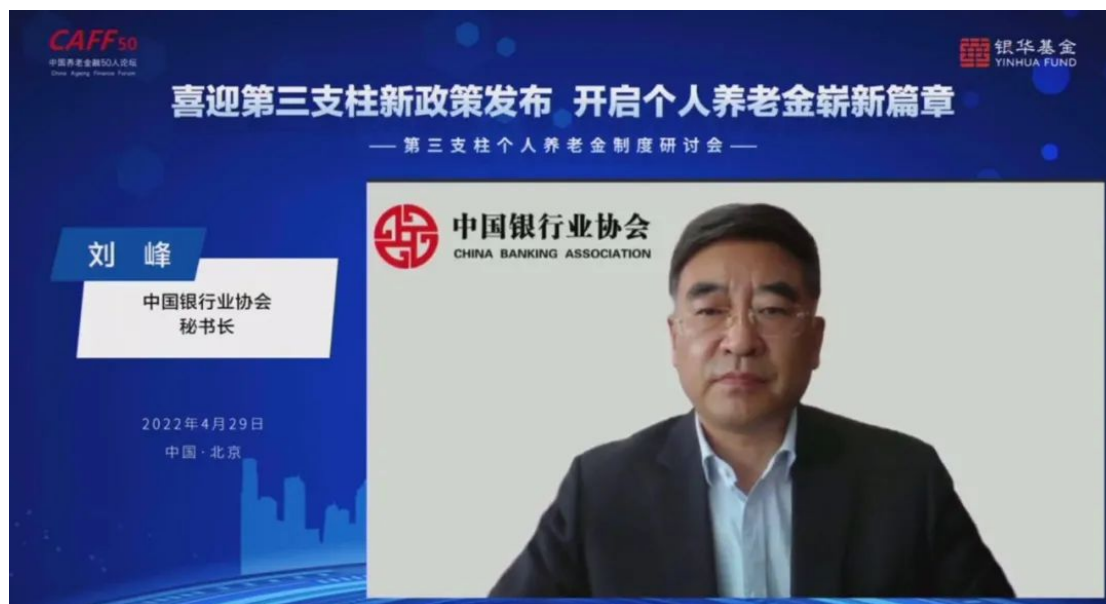 CAFF50
中国养老金融50人论坛
China Ageing Finance Forum
银华基金
YINHUA FUND
喜迎第三支柱新政策发布 开启个人养老金崭新篇章
第三支柱个人养老金制度研讨会
中国银行业协会
CHINA BANKING ASSOCIATION
刘 峰
中国银行业协会
秘书长
2022年4月29日
中国·北京